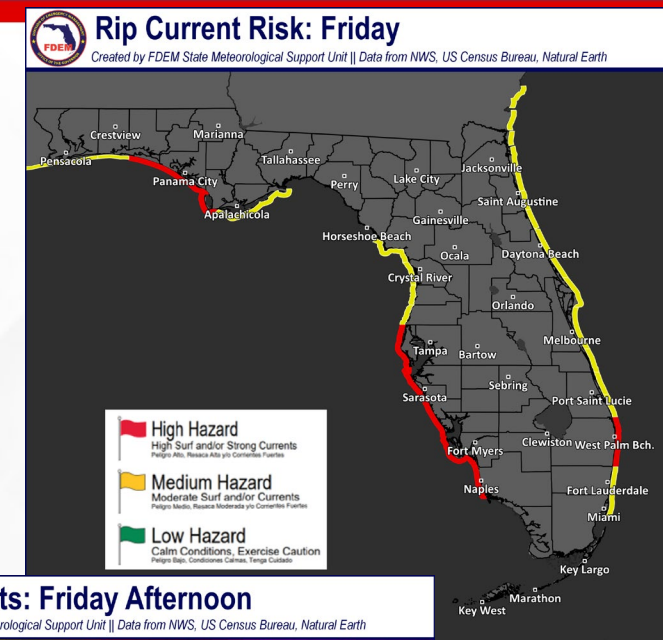 Rip Current Risk: Friday
FDEM
Created by FDEM State Meteorological Support Unit || Data from NWS, US Census Bureau, Natural Earth
Crestview
Marianna
Pensacola
Tallahassee
Jacksonville
Panama City
Perry
Lake City
Saint Augustine
Apalachicola
Gainesville
Horseshoe Beach
Ocala
Daytona Beach
Crystal River
Orlando
Melbourne
Tampa
Bartow
Sebring
Sarasota
Port Saint Lucie
Clewiston
West Palm Bch.
Fort Myers
Naples
Fort Lauderdale
Miami
Key Largo
Marathon
Key West
High Hazard
High Surf and/or Strong Currents
Peligro Alto, Resaca Alta y/o Corrientes Fuertes
Medium Hazard
Moderate Surf and/or Currents
Peligro Medio, Resaca Moderada y/o Corrientes Fuertes
Low Hazard
Calm Conditions, Exercise Caution
Peligro Bajo, Condiciones Calmas, Tenga Cuidado
ts: Friday Afternoon
rological Support Unit || Data from NWS, US Census Bureau, Natural Earth